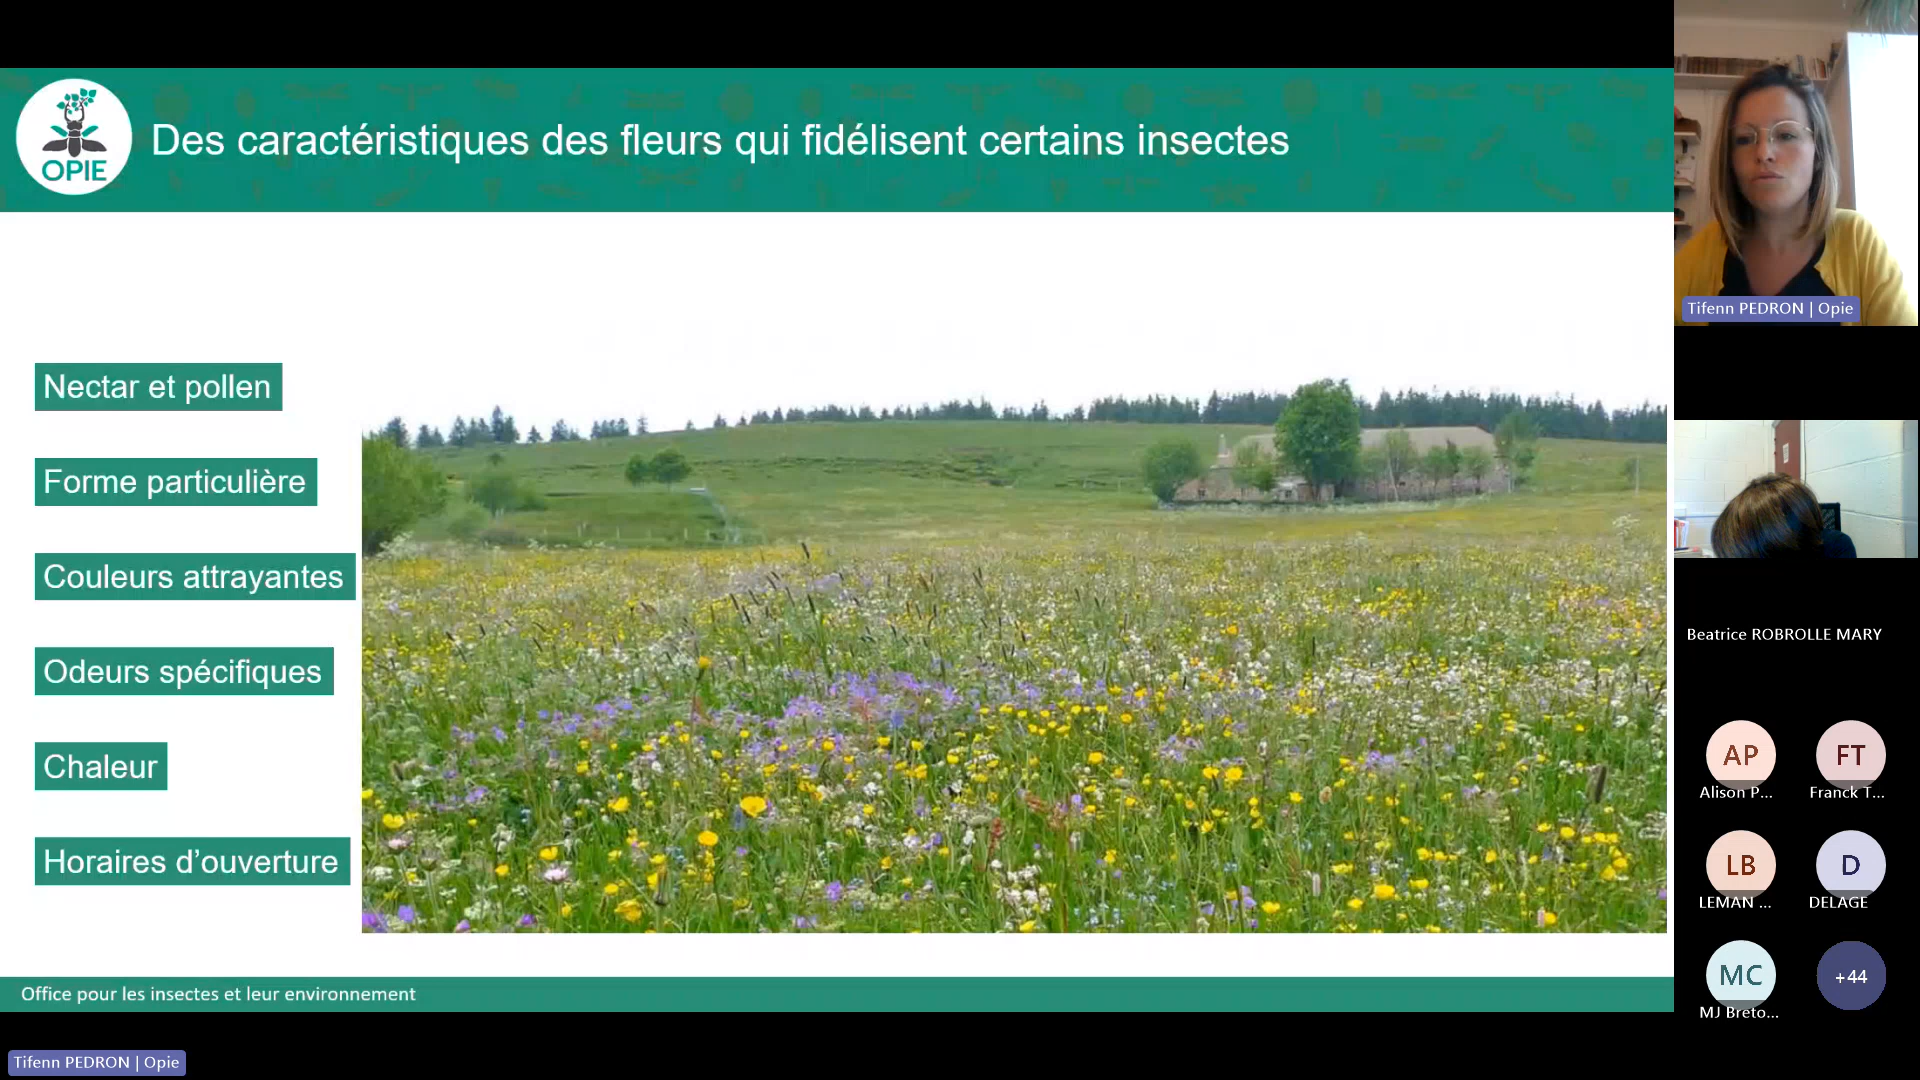 OPIE
Des caractéristiques des fleurs qui fidélisent certains insectes
Nectar et pollen
Forme particulière
Couleurs attrayantes
Odeurs spécifiques
Chaleur
Horaires d'ouverture
Office pour les insectes et leur environnement
Tifenn PEDRON | Opie
Tifenn PEDRON | Opie
Beatrice ROBROLLE MARY
AP
Alison P...
FT
Franck T...
LB
LEMAN ...
D
DELAGE
MC
MJ Breto...
+44